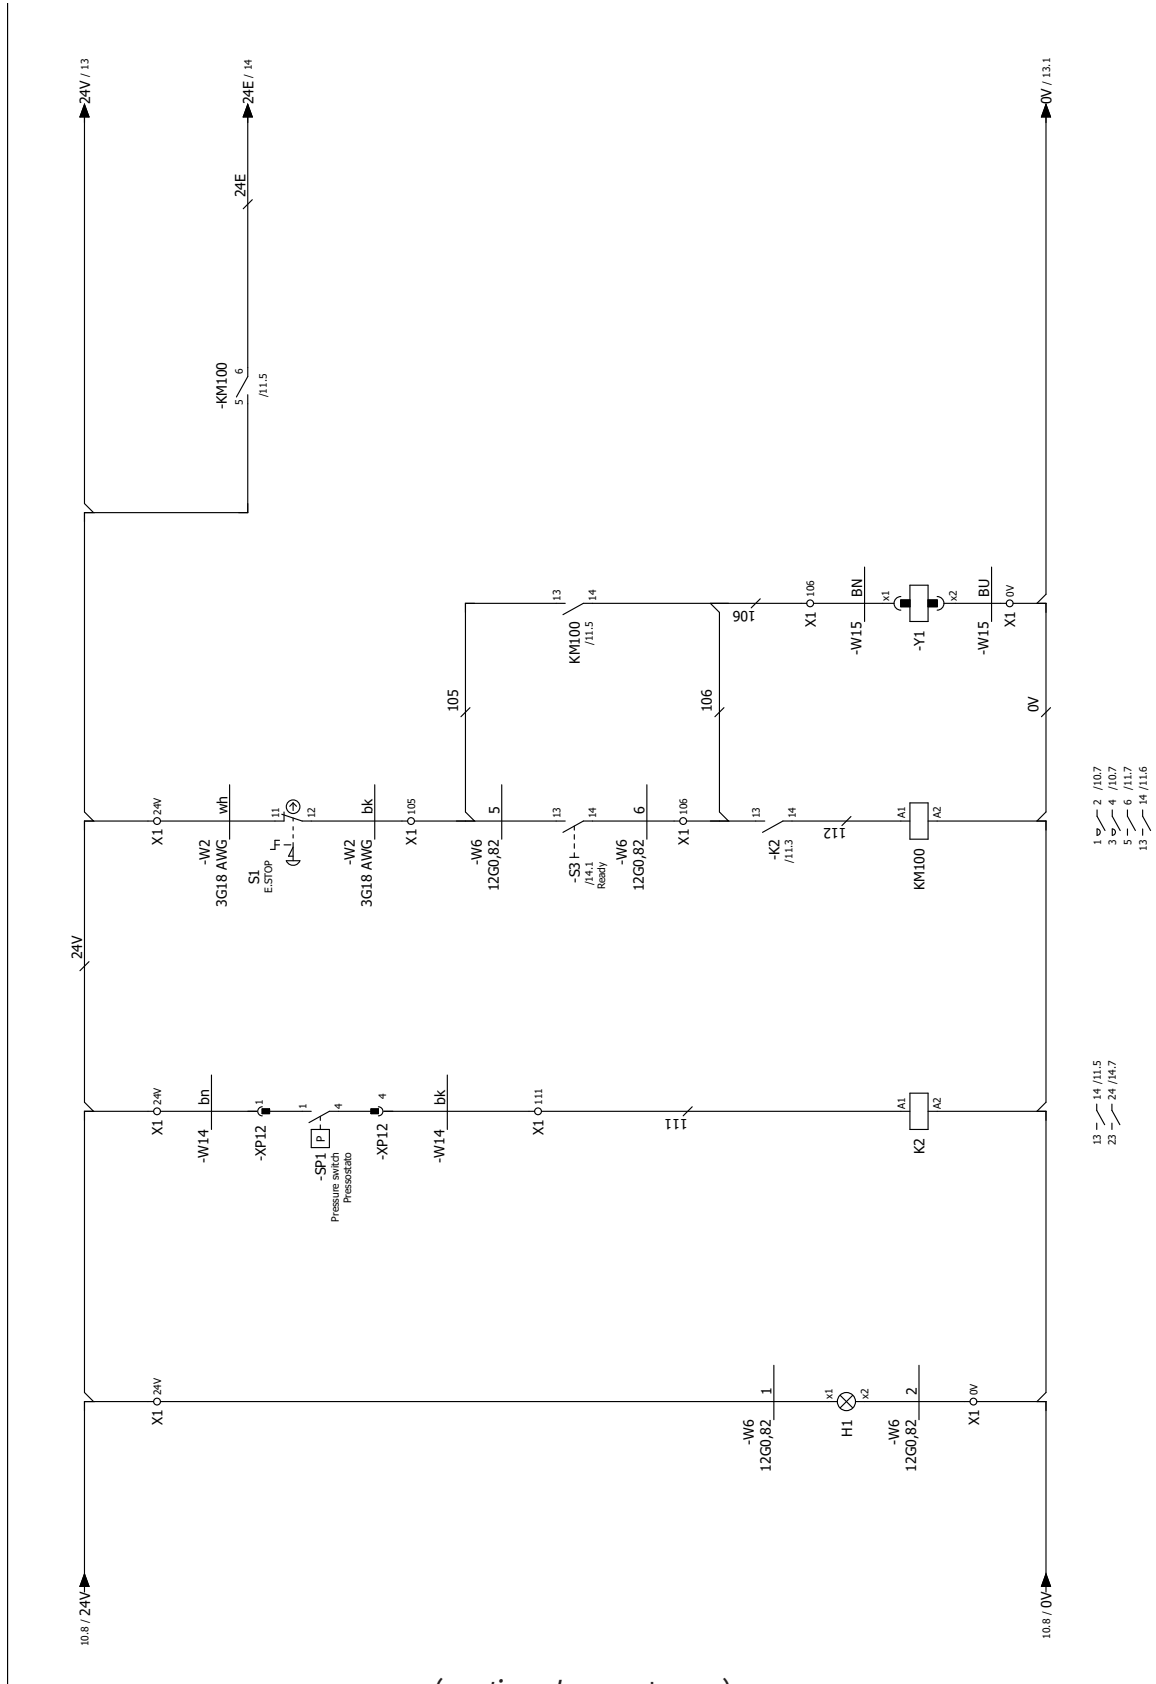 10.8 / 24V
24V
24V / 13
24E
24E / 14
X1 24V
-W6 1
12G0,82
x1
H1
x2
-W6 2
12G0,82
X1 0V
X1 24V
-W14 bn
-XP12 1
1
-SP1 P
4
Pressure switch
Pressostato
-XP12 4
-W14 bk
X1 111
111
A1
K2
A2
13 14 /11.5
23 24 /14.7
X1 24V
-W2 wh
3G18 AWG
11
S1
E.STOP
12
-W2 bk
3G18 AWG
X1 105
105
-W6 5
12G0,82
13
-S3
14
/14.1
Ready
-W6 6
12G0,82
X1 106
106
13
-K2
14
/11.3
112
A1
KM100
A2
1 2 /10.7
3 4 /10.7
5 6 /11.7
13 14 /11.6
13
KM100
14
/11.5
106
X1 106
-W15 BN
x1
-Y1
x2
-W15 BU
X1 0V
-KM100
5 6
/11.5
10.8 / 0V
0V
0V / 13.1